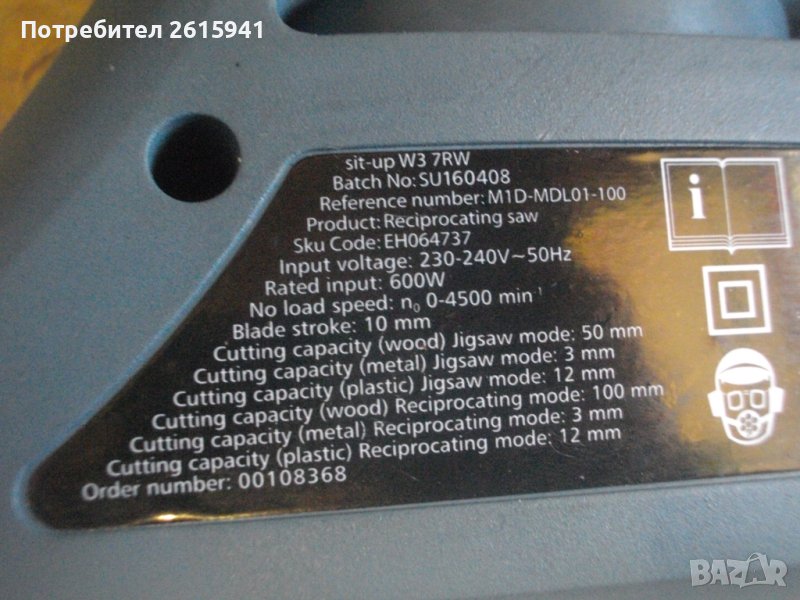 Потребител 2615941
sit-up W3 7RW
Batch No: SU160408
Reference number: M1D-MDL01-100
Product: Reciprocating saw
Sku Code: EH064737
Input voltage: 230-240V~50Hz
Rated input: 600W
No load speed: n₀ 0-4500 min⁻¹
Blade stroke: 10 mm
Cutting capacity (wood) Jigsaw mode: 50 mm
Cutting capacity (metal) Jigsaw mode: 3 mm
Cutting capacity (plastic) Jigsaw mode: 12 mm
Cutting capacity (wood) Reciprocating mode: 100 mm
Cutting capacity (metal) Reciprocating mode: 3 mm
Cutting capacity (plastic) Reciprocating mode: 12 mm
Order number: 00108368
i
BAZAR